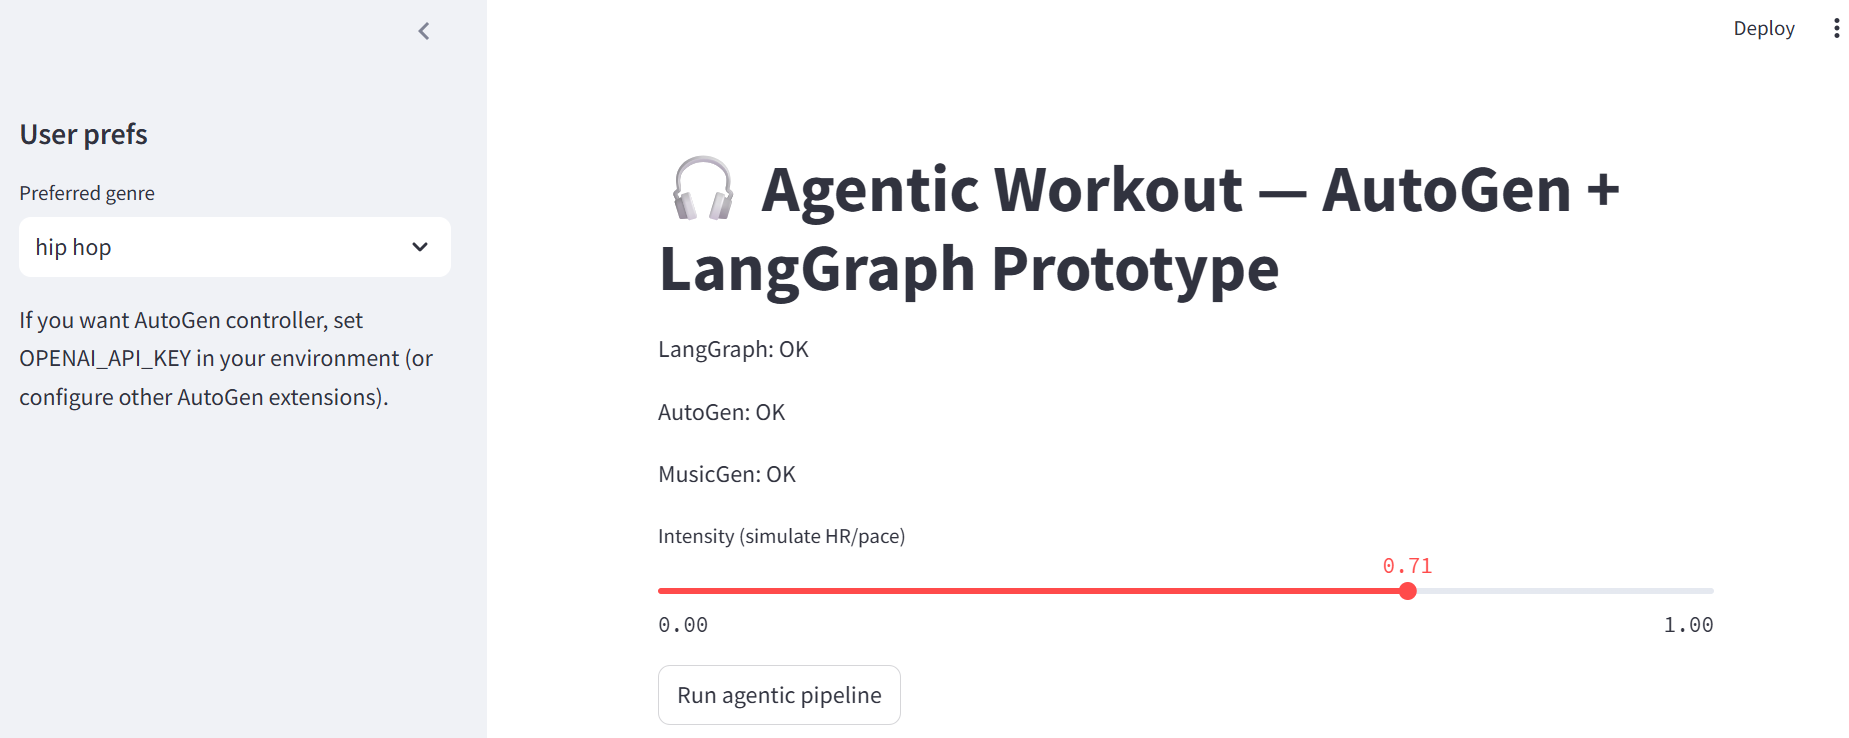 Deploy
User prefs
Preferred genre
hip hop
If you want AutoGen controller, set
OPENAI_API_KEY in your environment (or
configure other AutoGen extensions).
🎧 Agentic Workout — AutoGen +
LangGraph Prototype
LangGraph: OK
AutoGen: OK
MusicGen: OK
Intensity (simulate HR/pace)
0.71
0.00 1.00
Run agentic pipeline